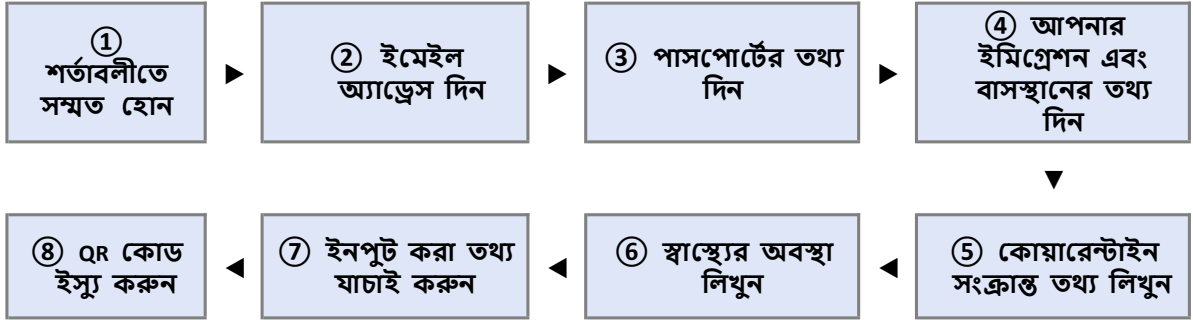 ①
শর্তাবলীতে
সম্মত হোন
② ইমেইল
অ্যাড্রেস দিন
③ পাসপোর্টের তথ্য
দিন
④ আপনার
ইমিগ্রেশন এবং
বাসস্থানের তথ্য
দিন
⑤ কোয়ারেন্টাইন
সংক্রান্ত তথ্য লিখুন
⑥ স্বাস্থ্যের অবস্থা
লিখুন
⑦ ইনপুট করা তথ্য
যাচাই করুন
⑧ QR কোড
ইস্যু করুন